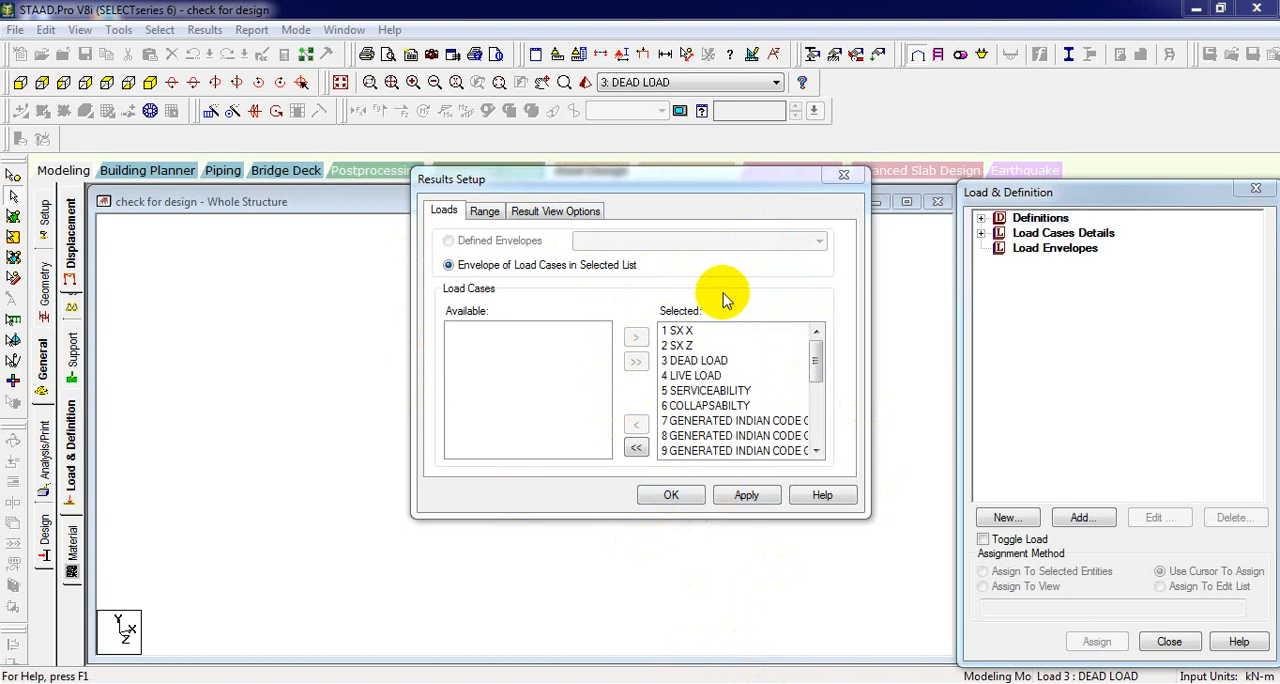 STAAD.Pro V8i (SELECTseries 6) - check for design
File Edit View Tools Select Results Report Mode Window Help
3: DEAD LOAD
Modeling Building Planner Piping Bridge Deck Postprocessing Advanced Slab Design Earthquake
check for design - Whole Structure
Setup
Geometry
General
Analysis/Print
Design
Displacement
Support
Load & Definition
Material
Results Setup
Loads Range Result View Options
Defined Envelopes
Envelope of Load Cases in Selected List
Load Cases
Available: Selected:
>
>>
<
<<
1 SX X
2 SX Z
3 DEAD LOAD
4 LIVE LOAD
5 SERVICEABILITY
6 COLLAPSABILTY
7 GENERATED INDIAN CODE
8 GENERATED INDIAN CODE
9 GENERATED INDIAN CODE
OK Apply Help
Load & Definition
Definitions
Load Cases Details
Load Envelopes
New... Add... Edit ... Delete...
Toggle Load
Assignment Method
Assign To Selected Entities Use Cursor To Assign
Assign To View Assign To Edit List
Assign Close Help
Y
X
Z
For Help, press F1 Modeling Mo Load 3 : DEAD LOAD Input Units: kN-m